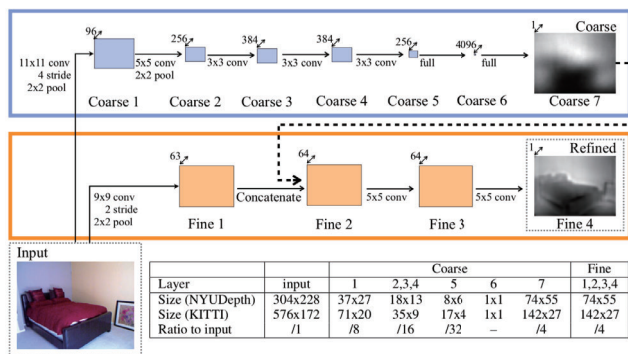 96 256 384 384 256 4096 1 Coarse
11x11 conv
4 stride
2x2 pool
5x5 conv
2x2 pool
3x3 conv 3x3 conv 3x3 conv full full
Coarse 1 Coarse 2 Coarse 3 Coarse 4 Coarse 5 Coarse 6 Coarse 7
63 64 64 1 Refined
9x9 conv
2 stride
2x2 pool
Concatenate 5x5 conv 5x5 conv
Fine 1 Fine 2 Fine 3 Fine 4
Input
Coarse Fine
Layer input 1 2,3,4 5 6 7 1,2,3,4
Size (NYUDepth) 304x228 37x27 18x13 8x6 1x1 74x55 74x55
Size (KITTI) 576x172 71x20 35x9 17x4 1x1 142x27 142x27
Ratio to input /1 /8 /16 /32 – /4 /4